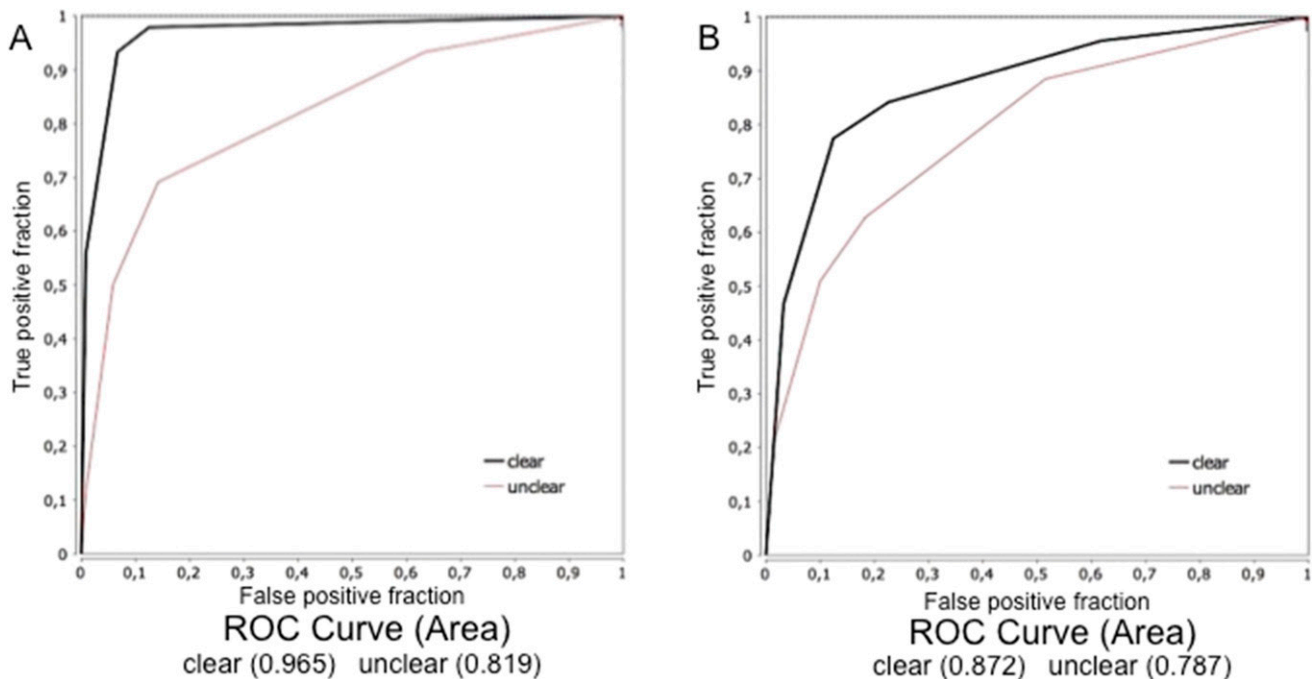 A
True positive fraction
1
0,9
0,8
0,7
0,6
0,5
0,4
0,3
0,2
0,1
0
clear
unclear
0 0,1 0,2 0,3 0,4 0,5 0,6 0,7 0,8 0,9 1
False positive fraction
ROC Curve (Area)
clear (0.965) unclear (0.819)
B
True positive fraction
1
0,9
0,8
0,7
0,6
0,5
0,4
0,3
0,2
0,1
0
clear
unclear
0 0,1 0,2 0,3 0,4 0,5 0,6 0,7 0,8 0,9 1
False positive fraction
ROC Curve (Area)
clear (0.872) unclear (0.787)